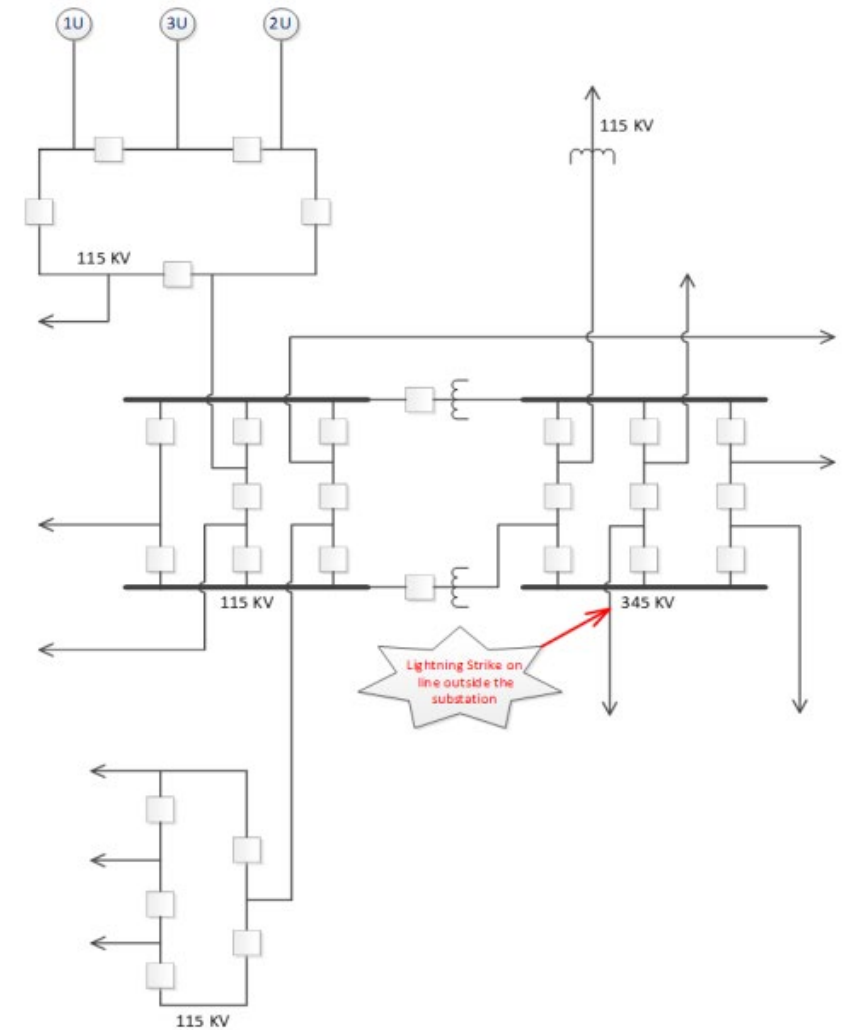 1U
3U
2U
115 KV
115 KV
115 KV
345 KV
Lightning Strike on
line outside the
substation
115 KV